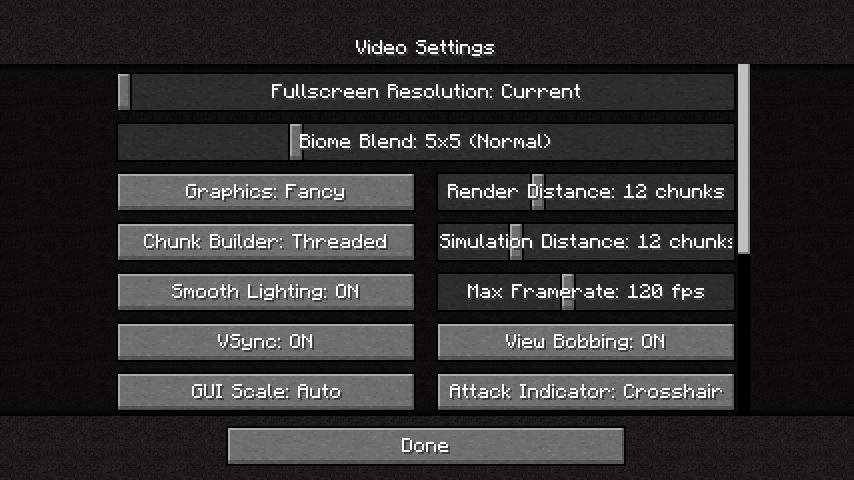 Video Settings
Fullscreen Resolution: Current
Biome Blend: 5x5 (Normal)
Graphics: Fancy
Render Distance: 12 chunks
Chunk Builder: Threaded
Simulation Distance: 12 chunks
Smooth Lighting: ON
Max Framerate: 120 fps
VSync: ON
View Bobbing: ON
GUI Scale: Auto
Attack Indicator: Crosshair
Done